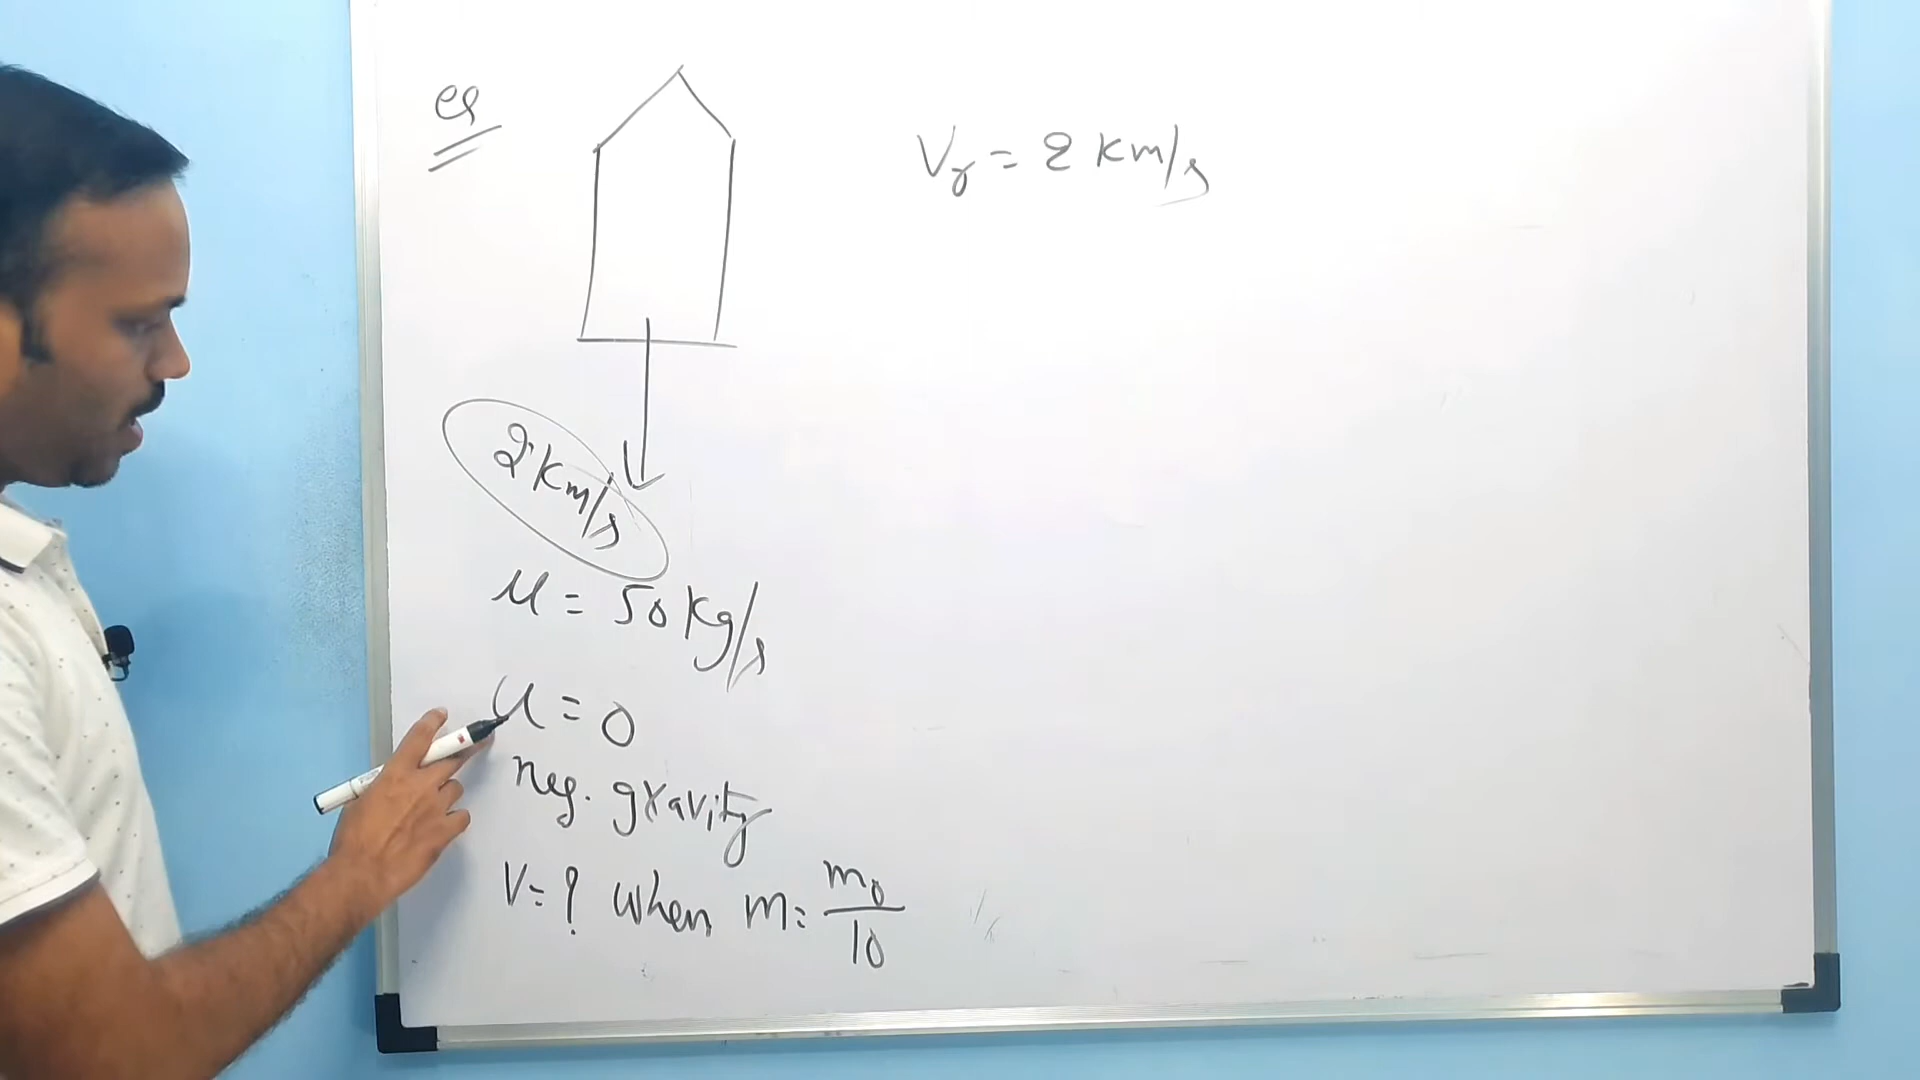 eg
Vr = 2 km/s
2 km/s
μ = 50 kg/s
u = 0
neg. gravity
V = ? when m = m0/10